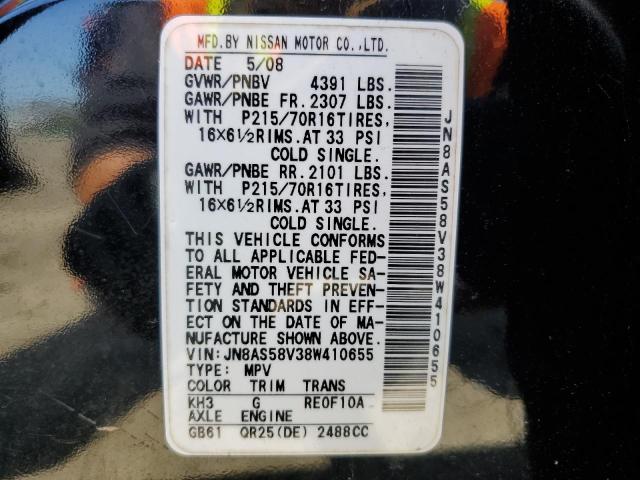 MFD.BY NISSAN MOTOR CO.,LTD.
DATE 5/08
GVWR/PNBV 4391 LBS.
GAWR/PNBE FR. 2307 LBS.
WITH P215/70R16TIRES,
16X6½RIMS.AT 33 PSI
COLD SINGLE.
GAWR/PNBE RR. 2101 LBS.
WITH P215/70R16TIRES,
16X6½RIMS.AT 33 PSI
COLD SINGLE.
THIS VEHICLE CONFORMS
TO ALL APPLICABLE FED-
ERAL MOTOR VEHICLE SA-
FETY AND THEFT PREVEN-
TION STANDARDS IN EFF-
ECT ON THE DATE OF MA-
NUFACTURE SHOWN ABOVE.
VIN: JN8AS58V38W410655
TYPE: MPV
COLOR TRIM TRANS
KH3 G RE0F10A
AXLE ENGINE
GB61 QR25(DE) 2488CC
JN8AS58V38W410655